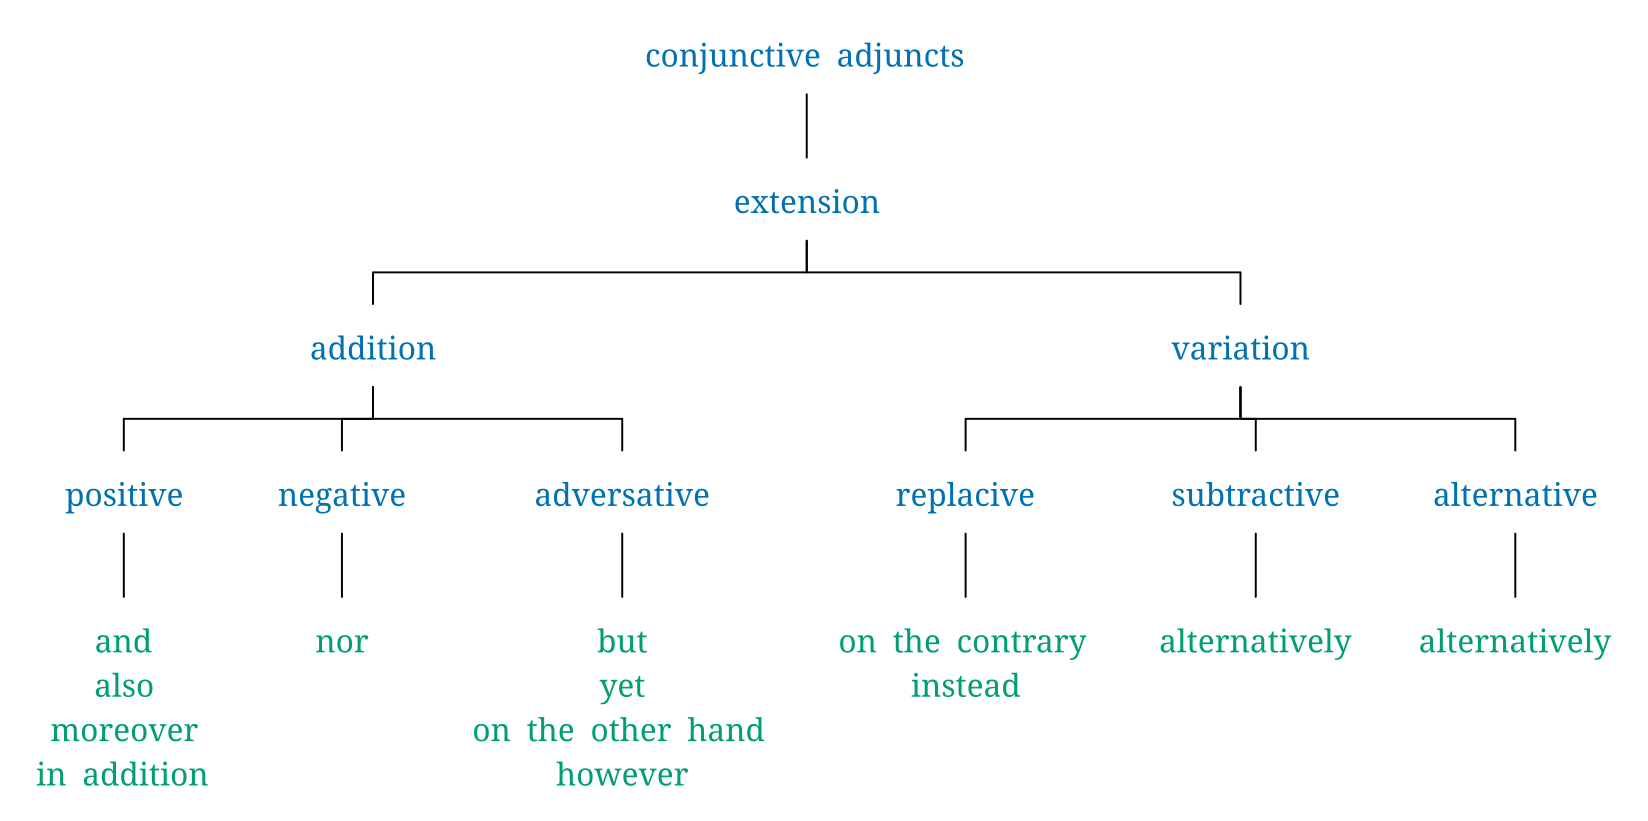 conjunctive adjuncts
extension
addition variation
positive negative adversative replacive subtractive alternative
and nor but on the contrary alternatively alternatively
also yet instead
moreover on the other hand
in addition however